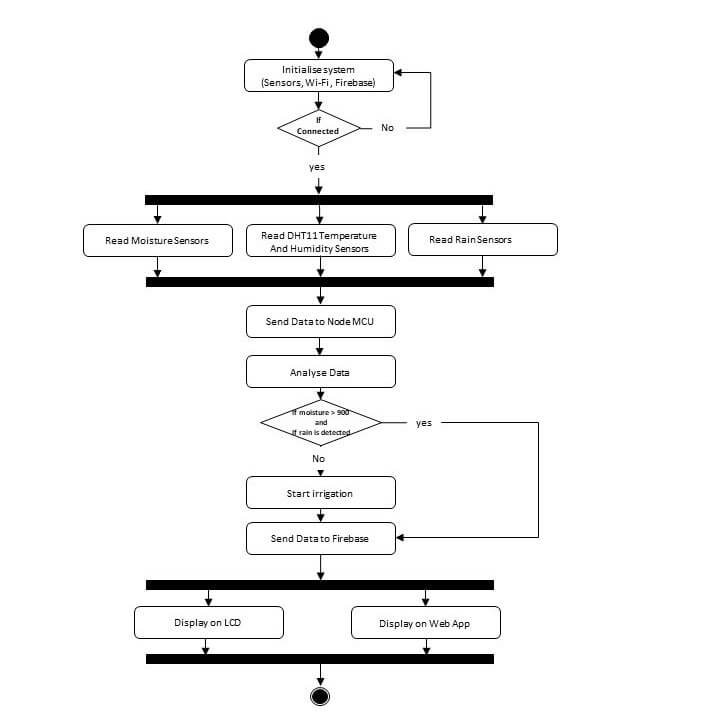 Initialise system
(Sensors, Wi-Fi, Firebase)
If
Connected
No
yes
Read Moisture Sensors
Read DHT11 Temperature
And Humidity Sensors
Read Rain Sensors
Send Data to Node MCU
Analyse Data
If moisture > 900
and
If rain is detected
yes
No
Start irrigation
Send Data to Firebase
Display on LCD
Display on Web App